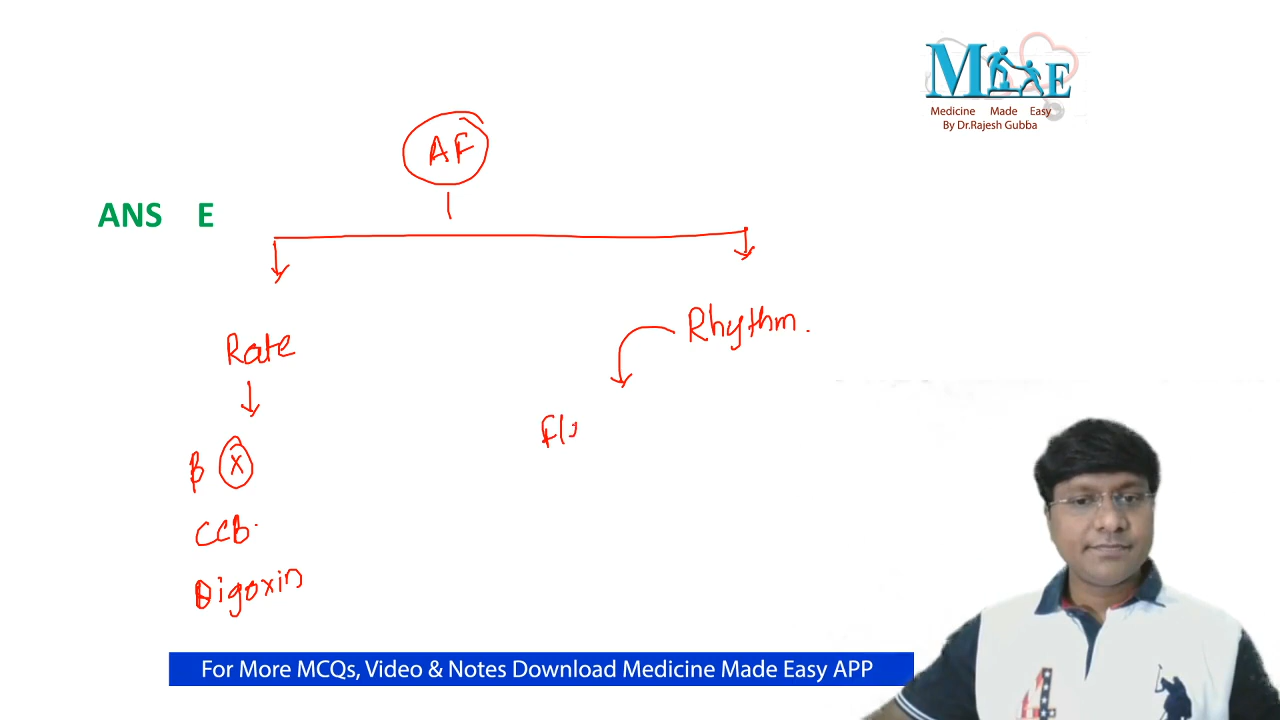 M E
Medicine Made Easy
By Dr.Rajesh Gubba
AF
ANS E
Rate
Rhythm.
β X
CCB
Digoxin
For More MCQs, Video & Notes Download Medicine Made Easy APP